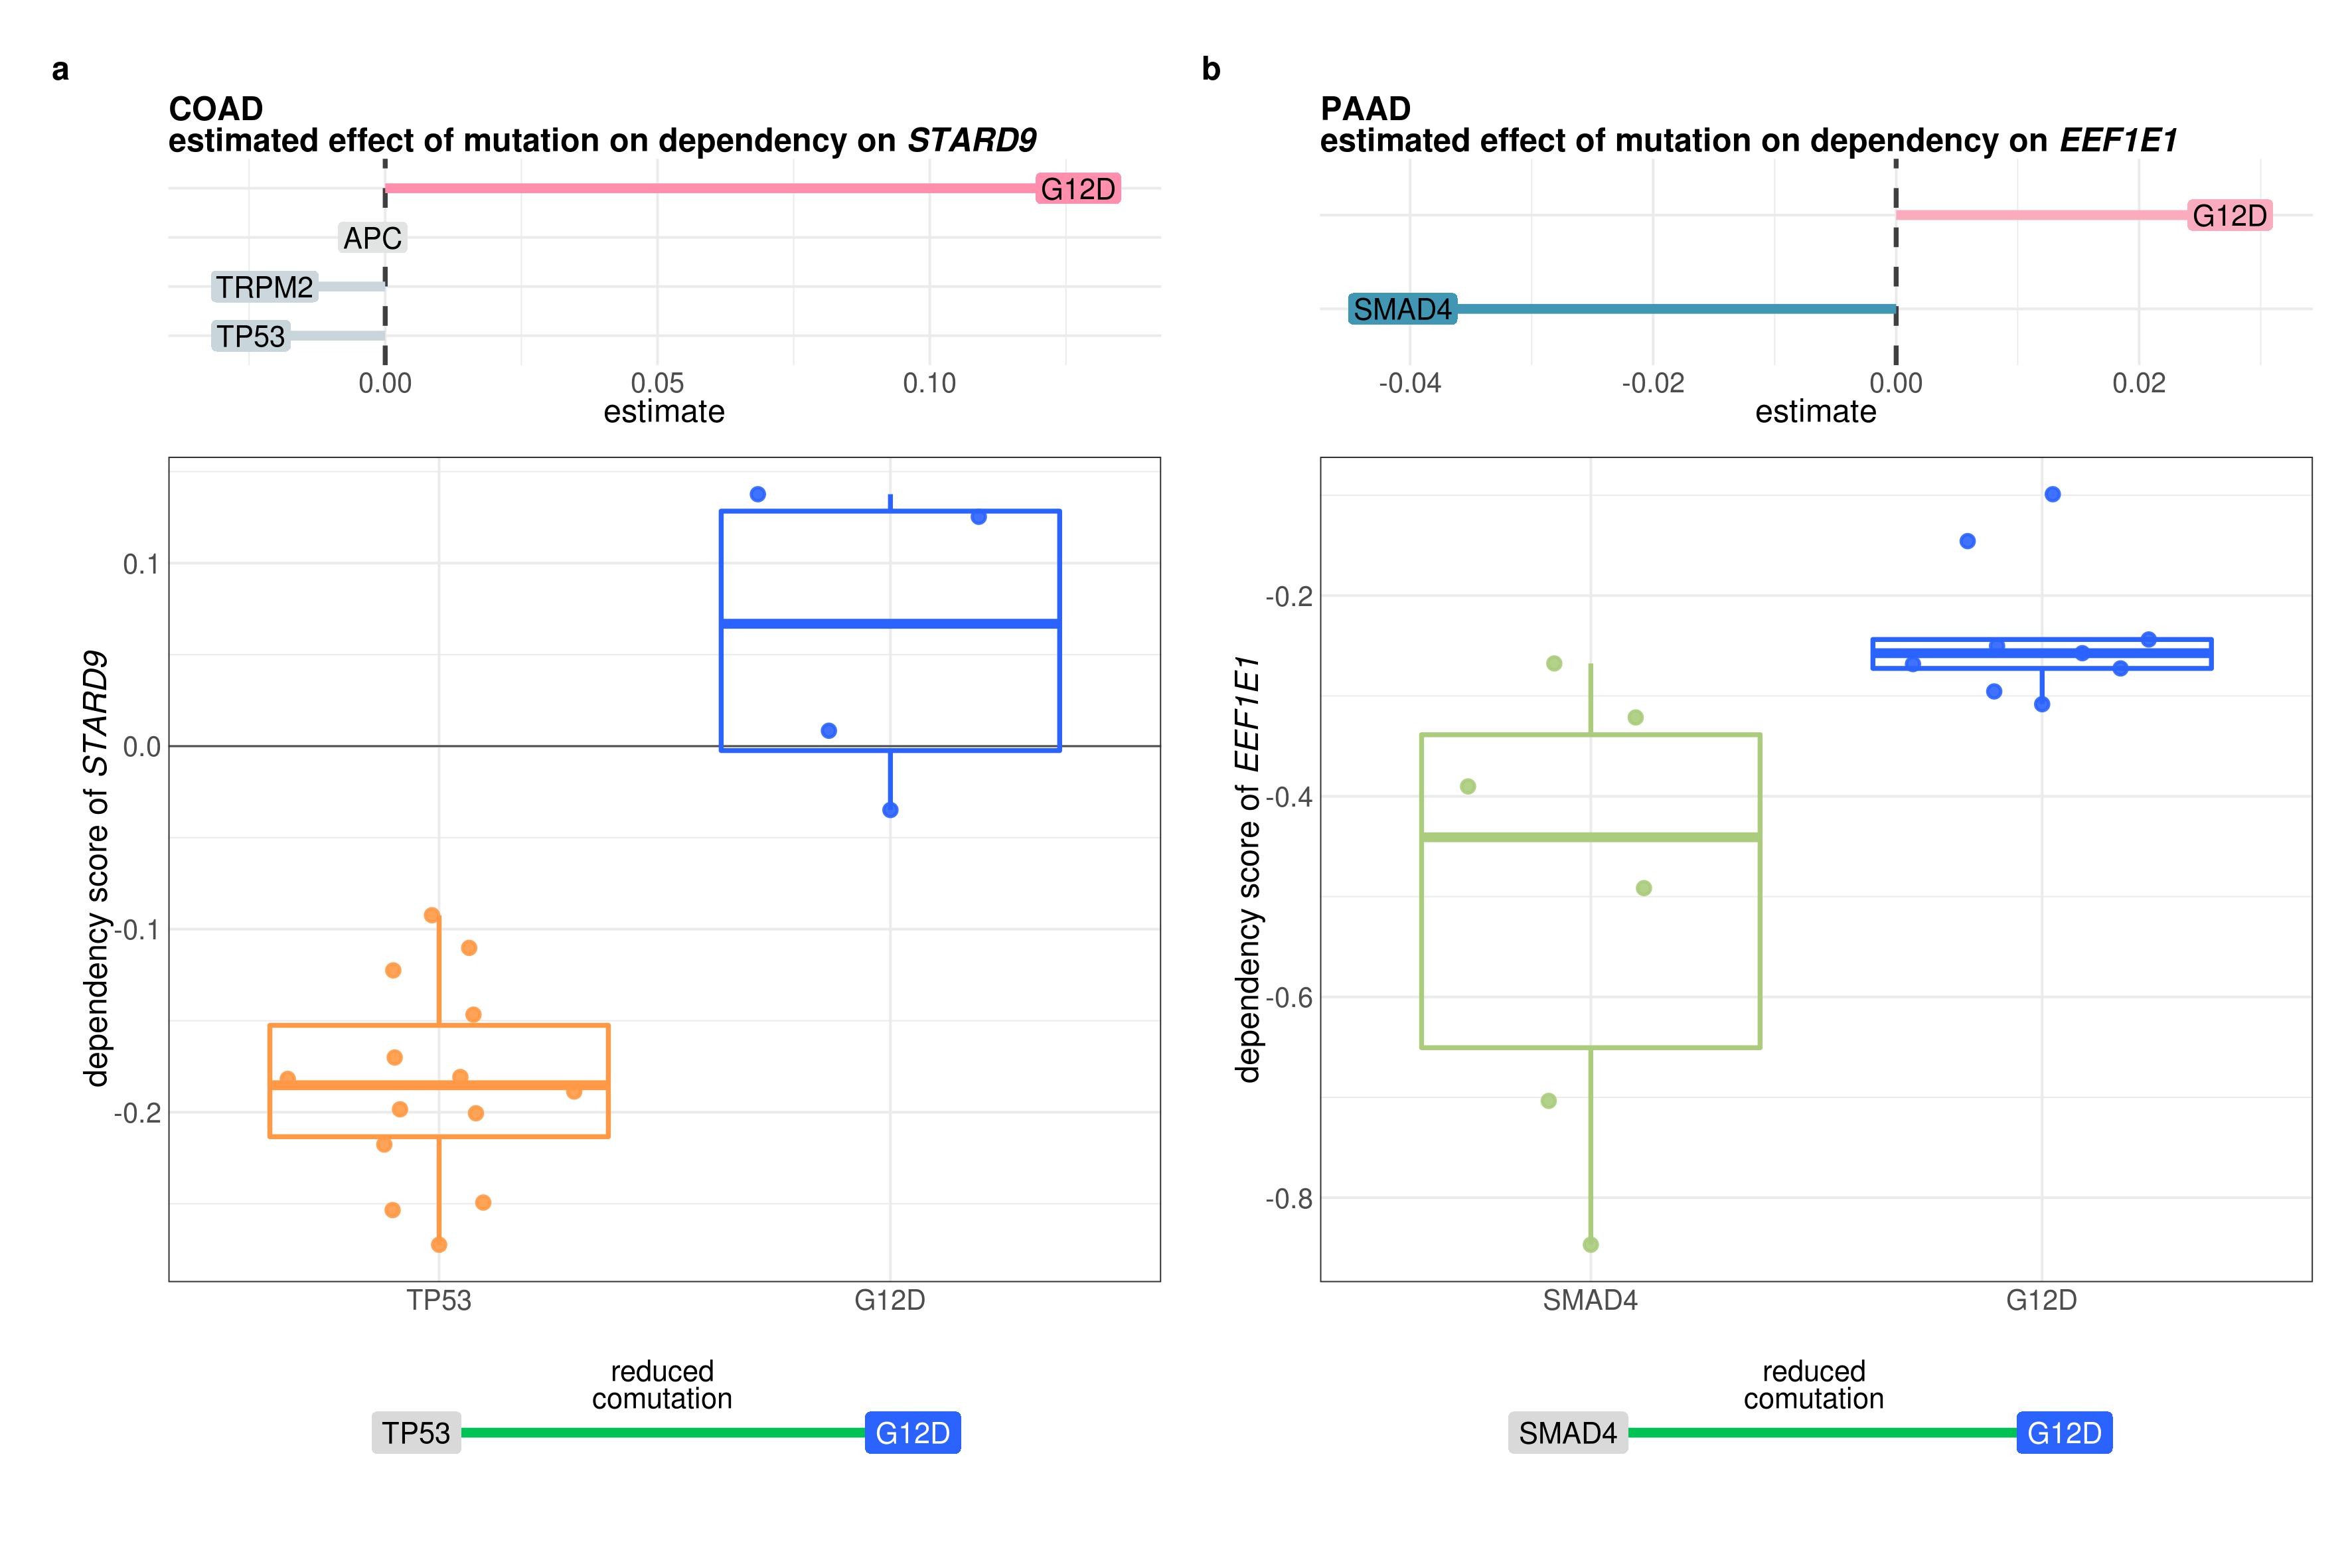 a
COAD
estimated effect of mutation on dependency on STARD9
G12D
APC
TRPM2
TP53
0.00 0.05 0.10
estimate
dependency score of STARD9
0.1
0.0
-0.1
-0.2
TP53 G12D
reduced
comutation
TP53 G12D
b
PAAD
estimated effect of mutation on dependency on EEF1E1
G12D
SMAD4
-0.04 -0.02 0.00 0.02
estimate
dependency score of EEF1E1
-0.2
-0.4
-0.6
-0.8
SMAD4 G12D
reduced
comutation
SMAD4 G12D